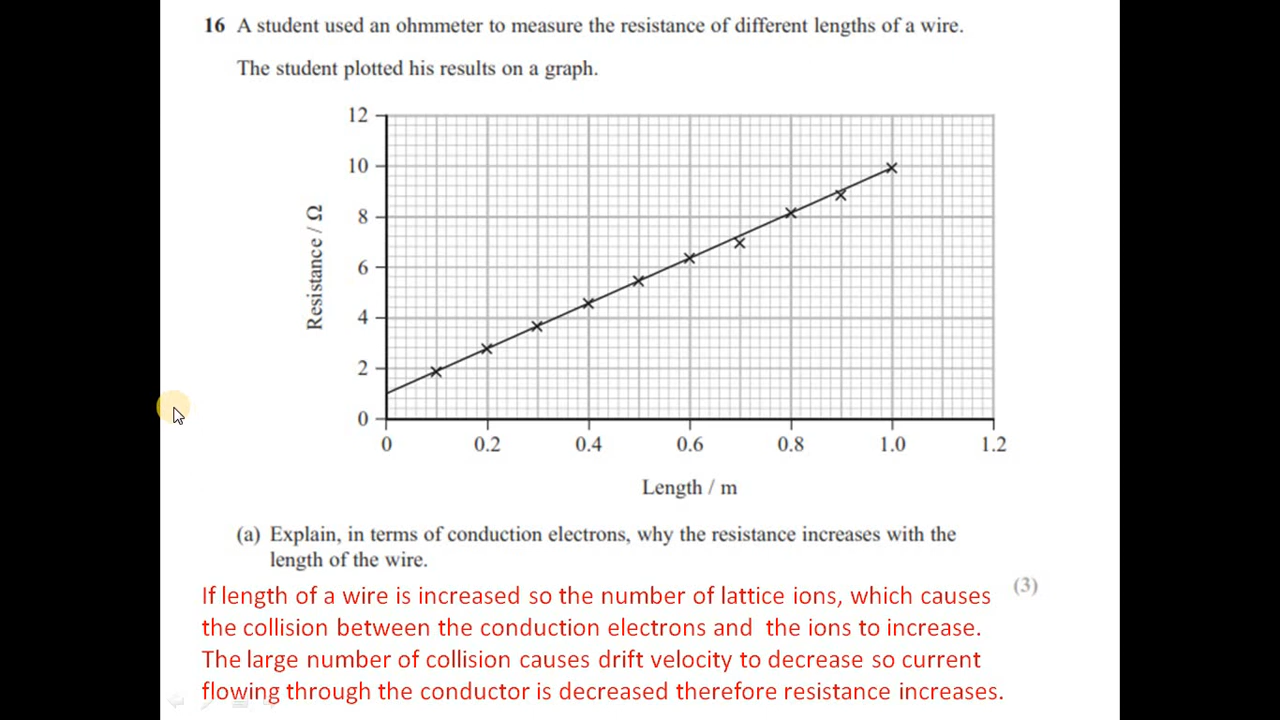 16 A student used an ohmmeter to measure the resistance of different lengths of a wire.
The student plotted his results on a graph.
12
10
8
6
4
2
0
Resistance / Ω
0 0.2 0.4 0.6 0.8 1.0 1.2
Length / m
(a) Explain, in terms of conduction electrons, why the resistance increases with the
length of the wire.
(3)
If length of a wire is increased so the number of lattice ions, which causes
the collision between the conduction electrons and the ions to increase.
The large number of collision causes drift velocity to decrease so current
flowing through the conductor is decreased therefore resistance increases.